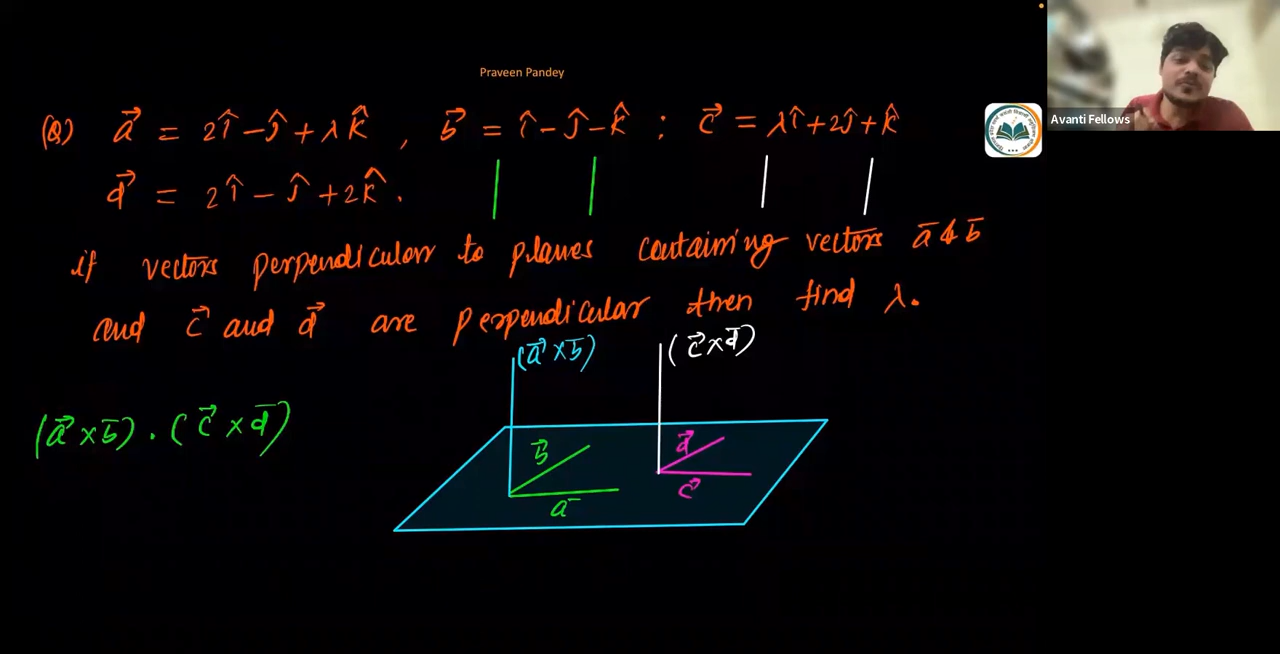 Praveen Pandey
Avanti Fellows
(Q) a⃗ = 2î - ĵ + λk̂ , b⃗ = î - ĵ - k̂ ; c⃗ = λî + 2ĵ + k̂
d⃗ = 2î - ĵ + 2k̂ .
if vectors perpendicular to planes containing vectors a̅ & b̅
and c⃗ and d⃗ are perpendicular then find λ.
(a⃗ × b̅) (c⃗ × d̅)
(a⃗ × b̅) . (c⃗ × d̅)
b⃗ d⃗
a̅ c⃗